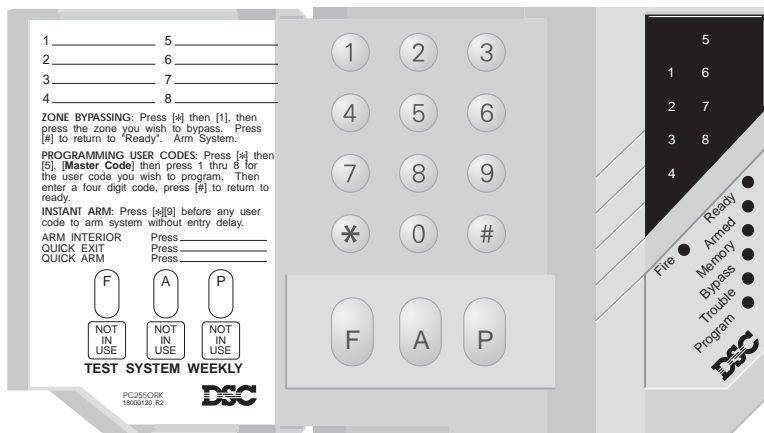 1 5
2 6
3 7
4 8
ZONE BYPASSING: Press [✻] then [1], then
press the zone you wish to bypass. Press
[#] to return to "Ready". Arm System.
PROGRAMMING USER CODES: Press [✻] then
[5], [Master Code] then press 1 thru 8 for
the user code you wish to program. Then
enter a four digit code, press [#] to return to
ready.
INSTANT ARM: Press [✻][9] before any user
code to arm system without entry delay.
ARM INTERIOR Press
QUICK EXIT Press
QUICK ARM Press
F A P
NOT IN USE
NOT IN USE
NOT IN USE
TEST SYSTEM WEEKLY
PC255ORK
18000120 R2
DSC
1 2 3
4 5 6
7 8 9
✻ 0 #
F A P
5
1 6
2 7
3 8
4
Ready
Armed
Memory
Bypass
Trouble
Program
Fire
DSC